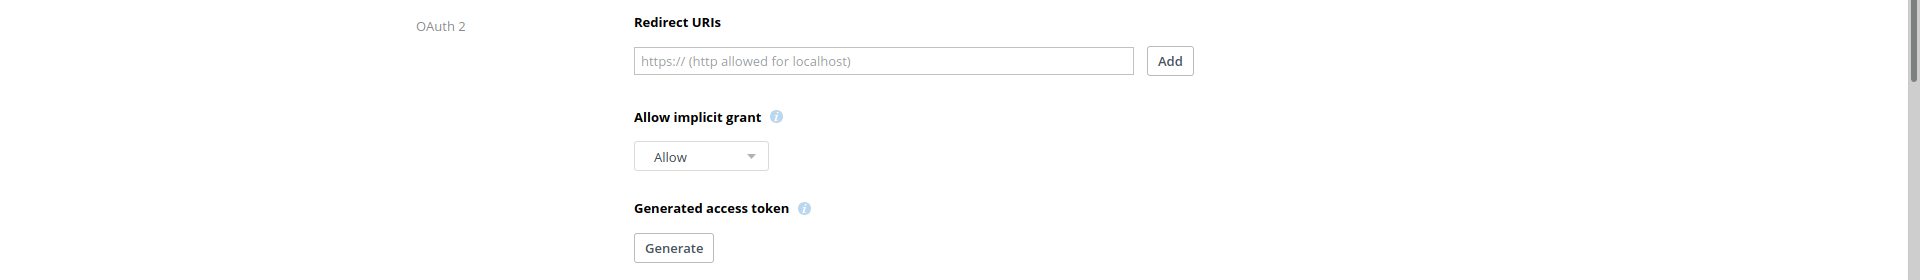 OAuth 2
Redirect URIs
https:// (http allowed for localhost)
Add
Allow implicit grant i
Allow
Generated access token i
Generate